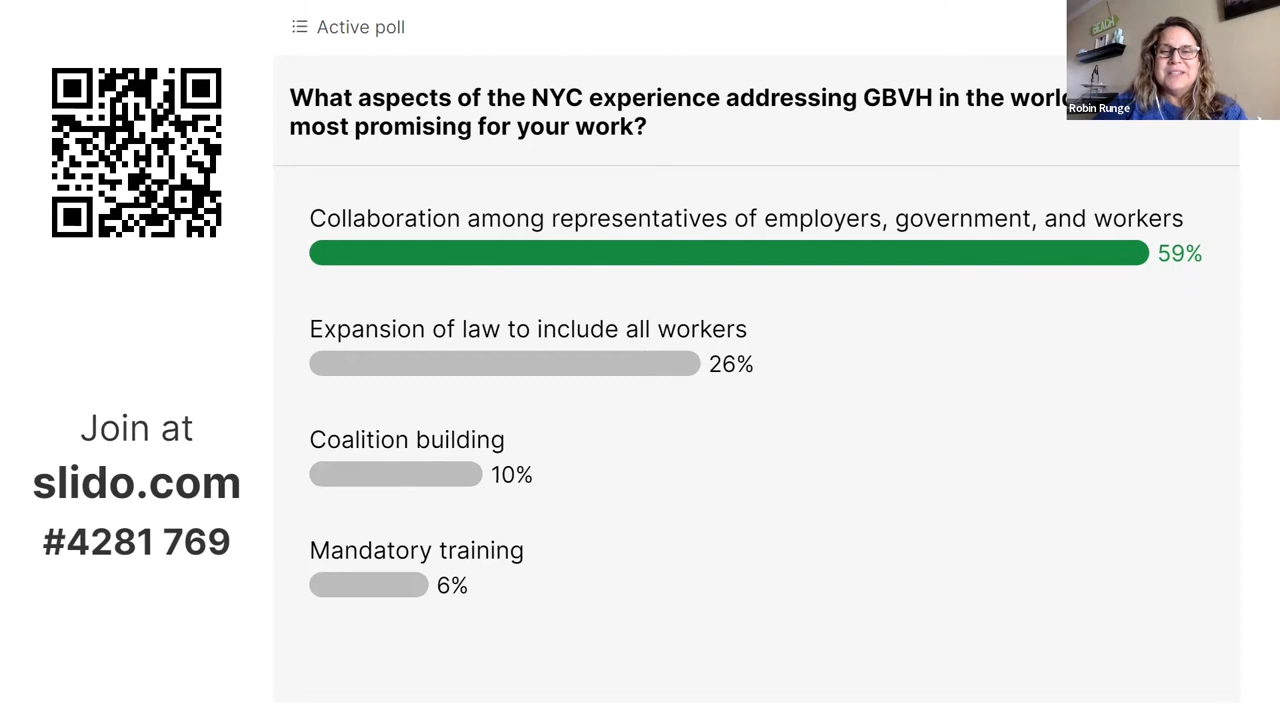 Active poll
What aspects of the NYC experience addressing GBVH in the
most promising for your work?
Robin Runge
Collaboration among representatives of employers, government, and workers
59%
Expansion of law to include all workers
26%
Coalition building
10%
Mandatory training
6%
Join at
slido.com
#4281 769